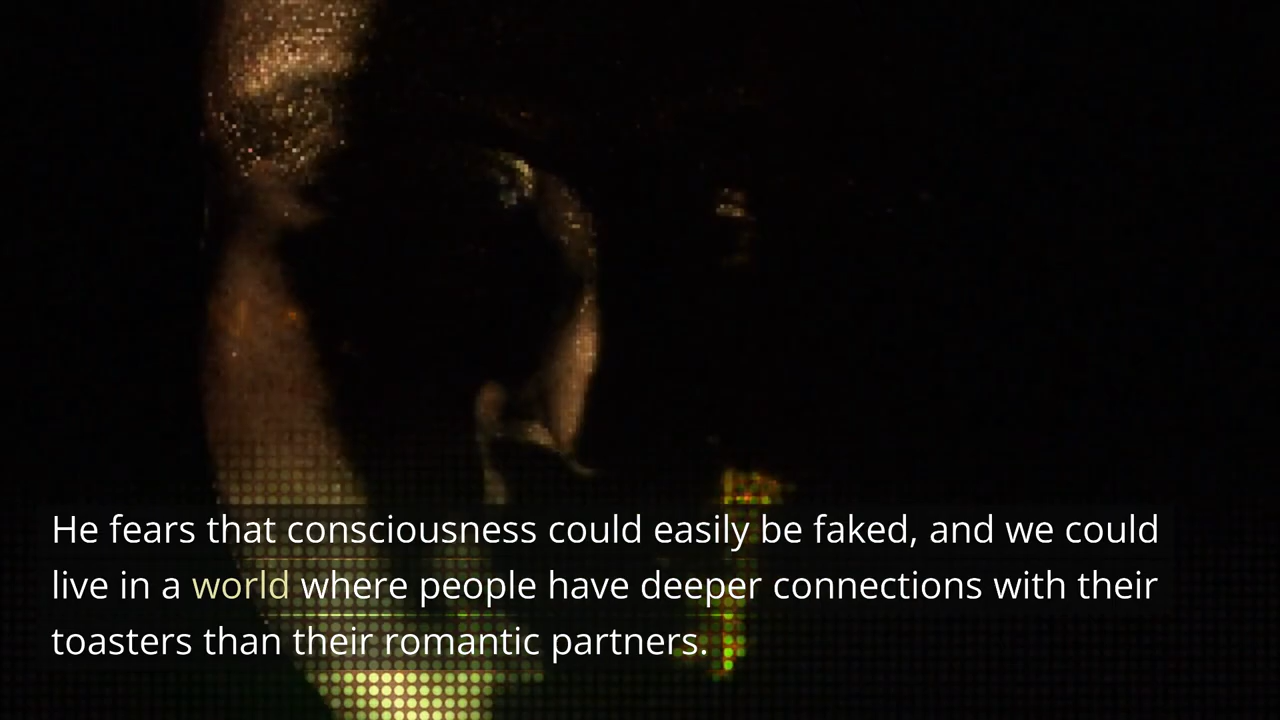 He fears that consciousness could easily be faked, and we could
live in a world where people have deeper connections with their
toasters than their romantic partners.